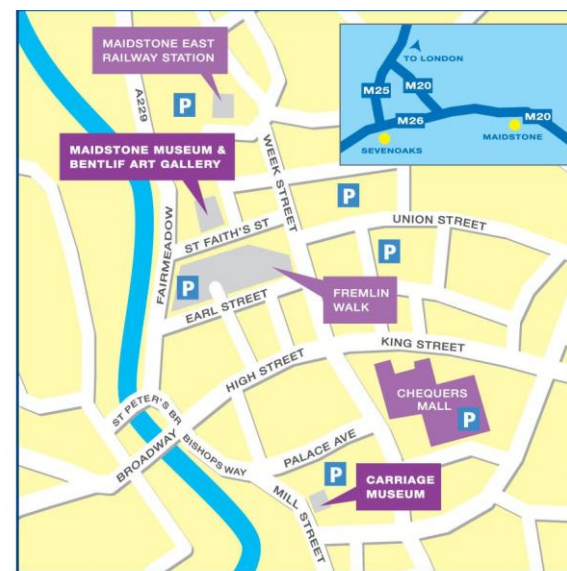 MAIDSTONE EAST
RAILWAY STATION
A229
P
TO LONDON
M25
M20
M26
M20
SEVENOAKS
MAIDSTONE
MAIDSTONE MUSEUM &
BENTLIF ART GALLERY
WEEK STREET
P
UNION STREET
ST FAITH'S ST
P
FAIRMEADOW
P
FREMLIN
WALK
EARL STREET
KING STREET
HIGH STREET
CHEQUERS
MALL
P
ST PETER'S BR
BROADWAY
BISHOPS WAY
PALACE AVE
P
CARRIAGE
MUSEUM
MILL STREET